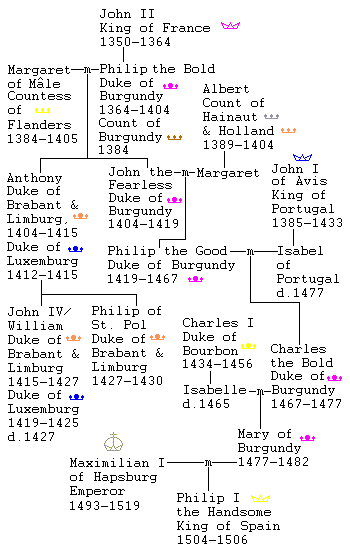 John II
King of France
1350–1364
Margaret
of Mâle
Countess
of
Flanders
1384–1405
m
Philip the Bold
Duke of
Burgundy
1364–1404
Count of
Burgundy
1384
Albert
Count of
Hainaut
& Holland
1389–1404
Anthony
Duke of
Brabant &
Limburg,
1404–1415
Duke of
Luxemburg
1412–1415
John the
Fearless
Duke of
Burgundy
1404–1419
m
Margaret
John I
of Avis
King of
Portugal
1385–1433
Philip the Good
Duke of Burgundy
1419–1467
m
Isabel
of
Portugal
d.1477
John IV/
William
Duke of
Brabant &
Limburg
1415–1427
Duke of
Luxemburg
1419–1425
d.1427
Philip of
St. Pol
Duke of
Brabant &
Limburg
1427–1430
Charles I
Duke of
Bourbon
1434–1456
Isabelle
d.1465
m
Charles
the Bold
Duke of
Burgundy
1467–1477
Mary of
Burgundy
1477–1482
Maximilian I
of Hapsburg
Emperor
1493–1519
m
Philip I
the Handsome
King of Spain
1504–1506